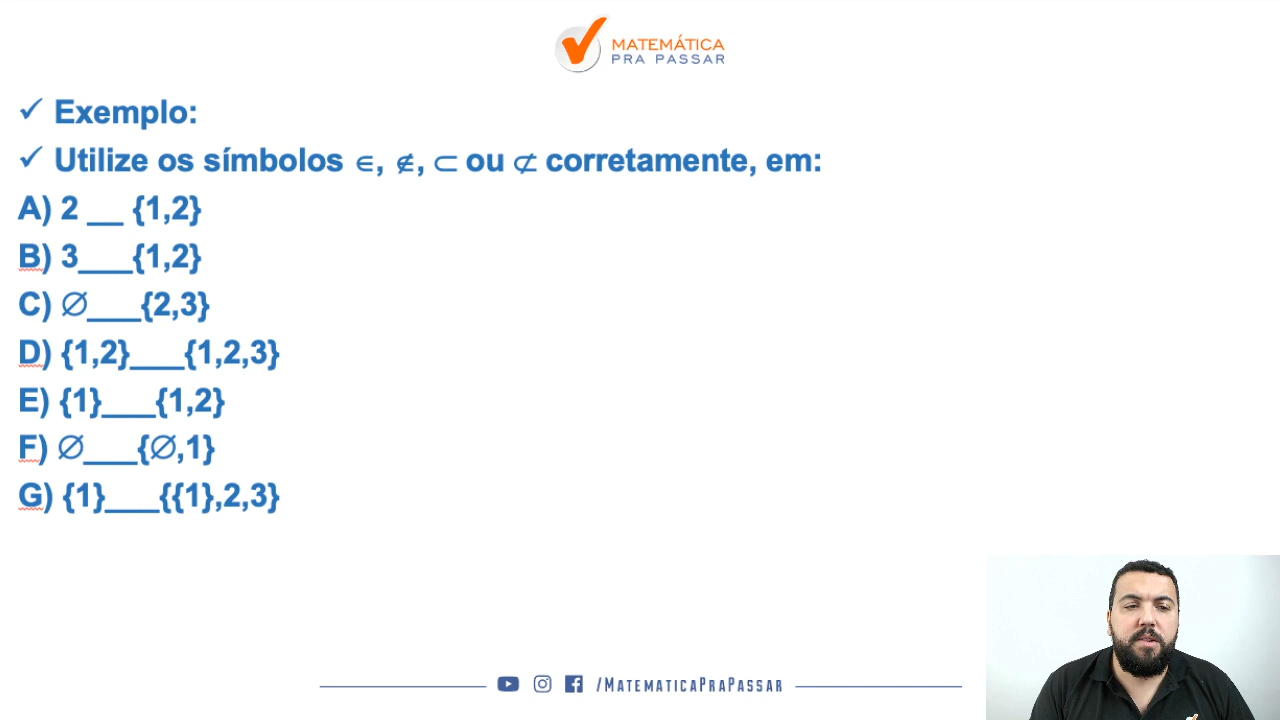 MATEMÁTICA
PRA PASSAR
✓ Exemplo:
✓ Utilize os símbolos ∈, ∉, ⊂ ou ⊄ corretamente, em:
A) 2 __ {1,2}
B) 3___{1,2}
C) ∅___{2,3}
D) {1,2}___{1,2,3}
E) {1}___{1,2}
F) ∅___{∅,1}
G) {1}___{{1},2,3}
/MATEMATICAPRAPASSAR